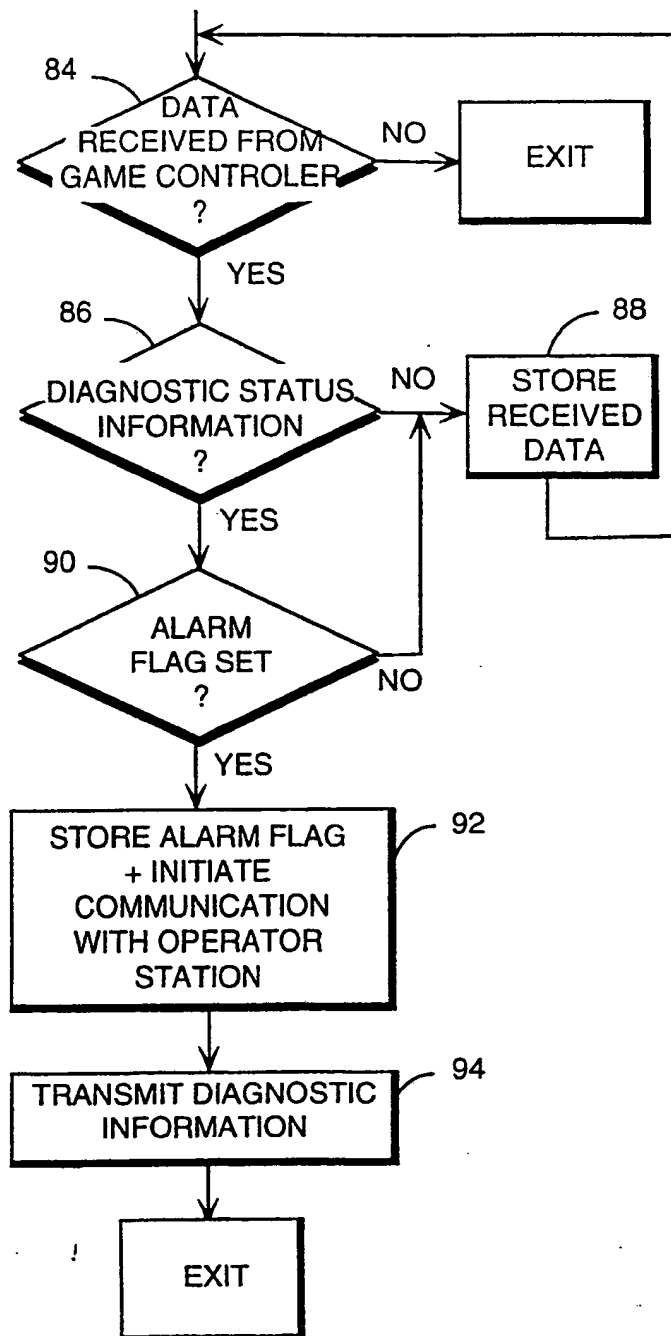 84
DATA
RECEIVED FROM
GAME CONTROLER
?
NO
EXIT
YES
86
DIAGNOSTIC STATUS
INFORMATION
?
NO
88
STORE
RECEIVED
DATA
YES
90
ALARM
FLAG SET
?
NO
YES
STORE ALARM FLAG
+ INITIATE
COMMUNICATION
WITH OPERATOR
STATION
92
TRANSMIT DIAGNOSTIC
INFORMATION
94
EXIT